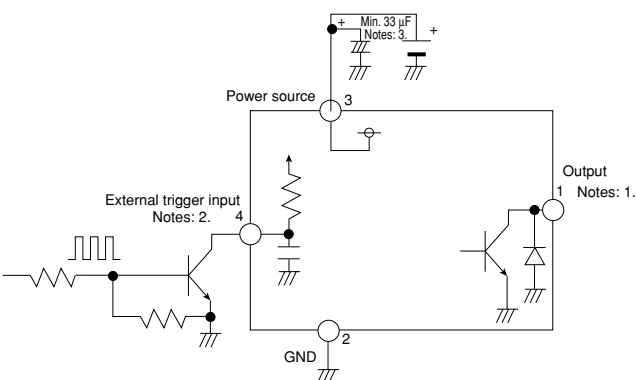 + Min. 33 μF +
Notes: 3.
Power source 3
Output
1 Notes: 1.
External trigger input
Notes: 2. 4
2
GND